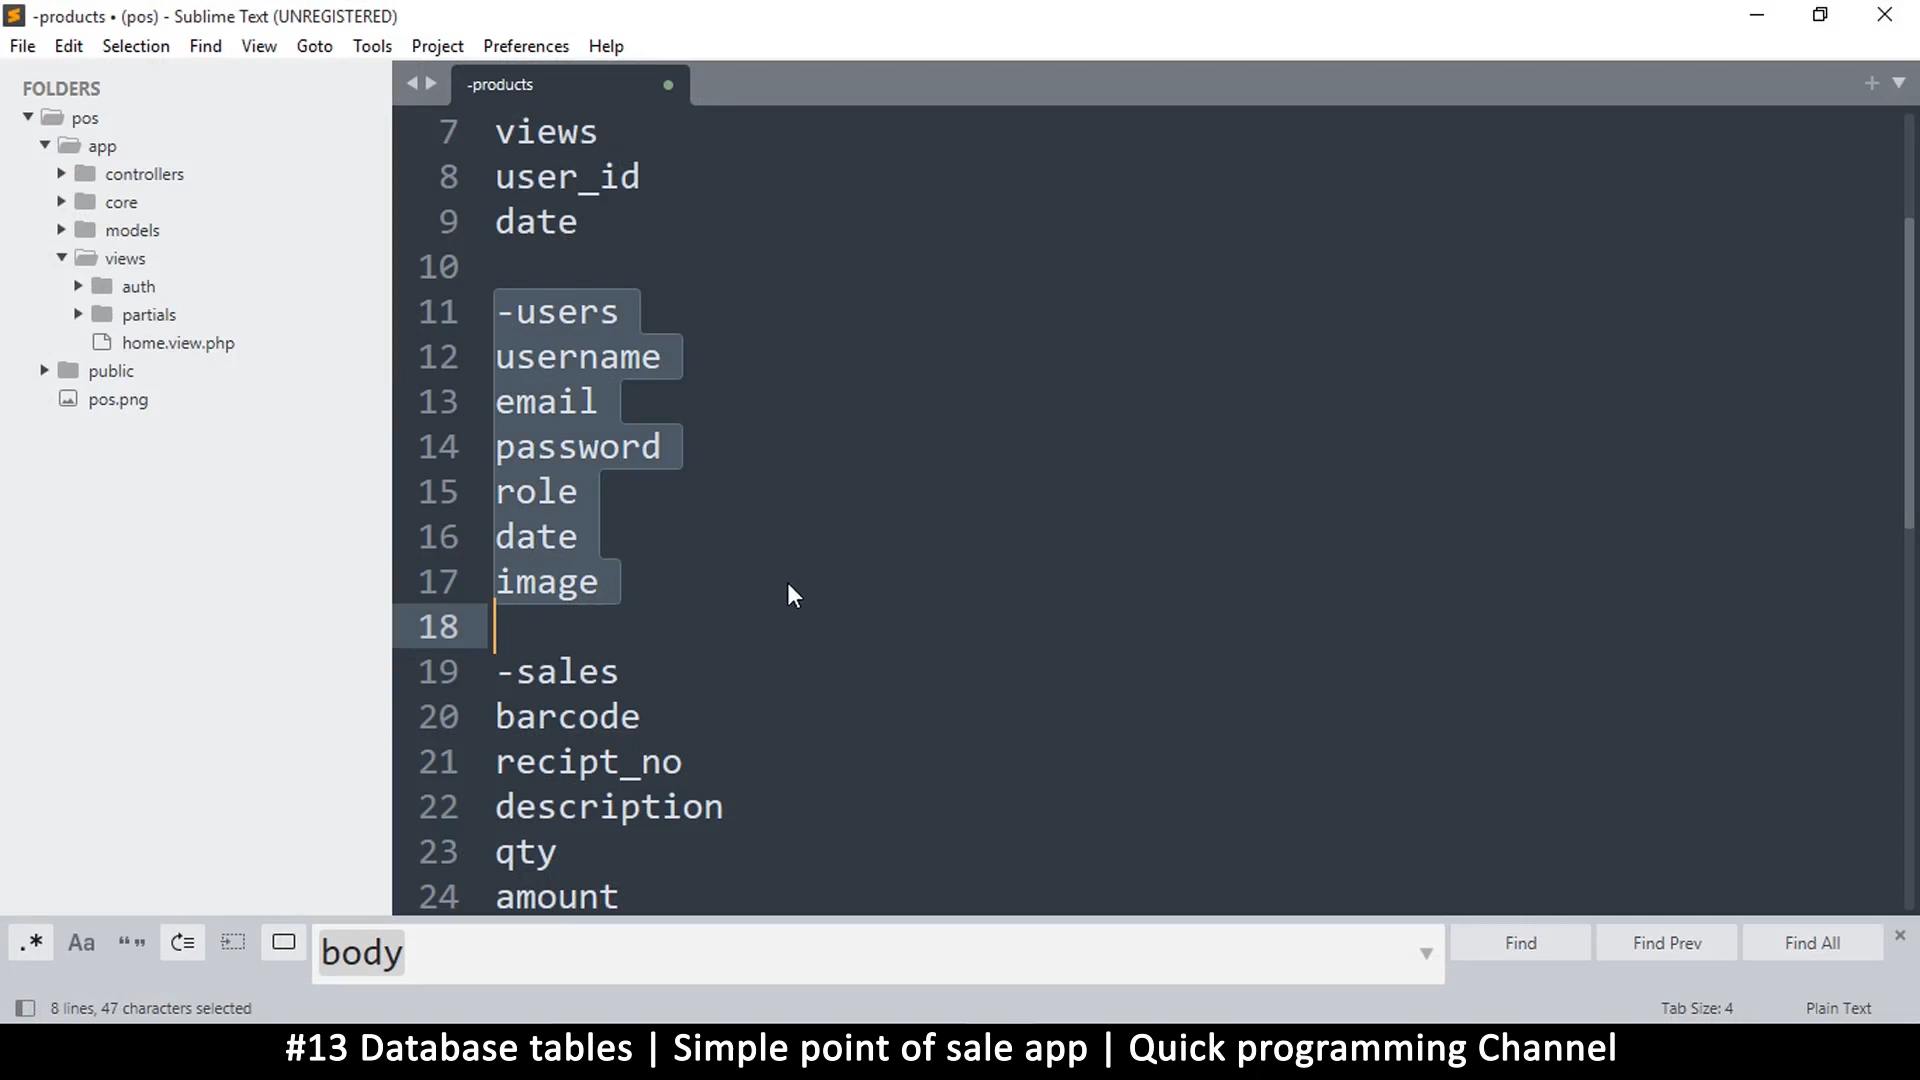 -products • (pos) - Sublime Text (UNREGISTERED)
File Edit Selection Find View Goto Tools Project Preferences Help
FOLDERS
pos
app
controllers
core
models
views
auth
partials
home.view.php
public
pos.png
-products
7 views
8 user_id
9 date
10
11 -users
12 username
13 email
14 password
15 role
16 date
17 image
18
19 -sales
20 barcode
21 recipt_no
22 description
23 qty
24 amount
.* Aa “” body Find Find Prev Find All
8 lines, 47 characters selected Tab Size: 4 Plain Text
#13 Database tables | Simple point of sale app | Quick programming Channel